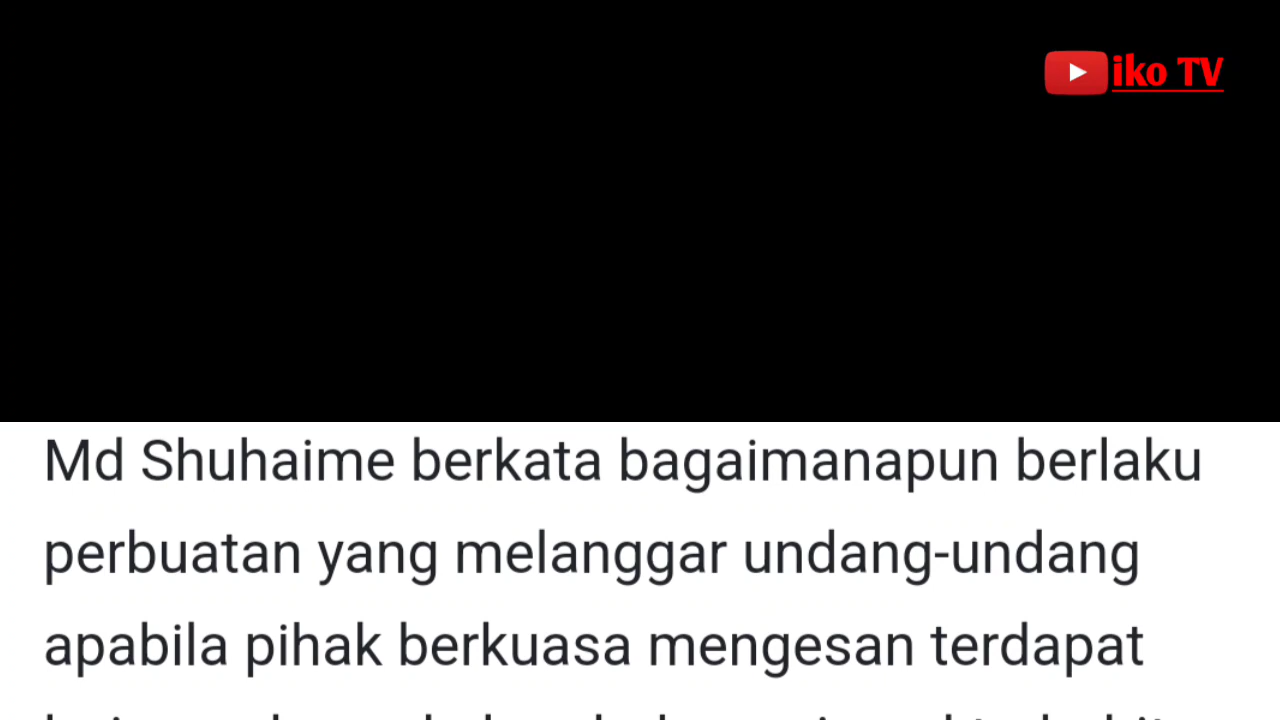 iko TV
Md Shuhaime berkata bagaimanapun berlaku
perbuatan yang melanggar undang-undang
apabila pihak berkuasa mengesan terdapat